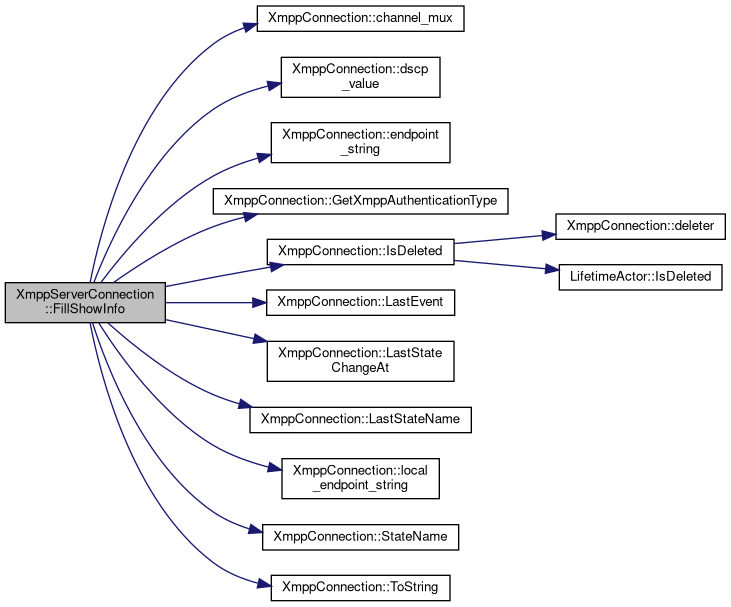 XmppConnection::channel_mux
XmppConnection::dscp
_value
XmppConnection::endpoint
_string
XmppConnection::GetXmppAuthenticationType
XmppConnection::deleter
XmppConnection::IsDeleted
LifetimeActor::IsDeleted
XmppServerConnection
::FillShowInfo
XmppConnection::LastEvent
XmppConnection::LastState
ChangeAt
XmppConnection::LastStateName
XmppConnection::local
_endpoint_string
XmppConnection::StateName
XmppConnection::ToString